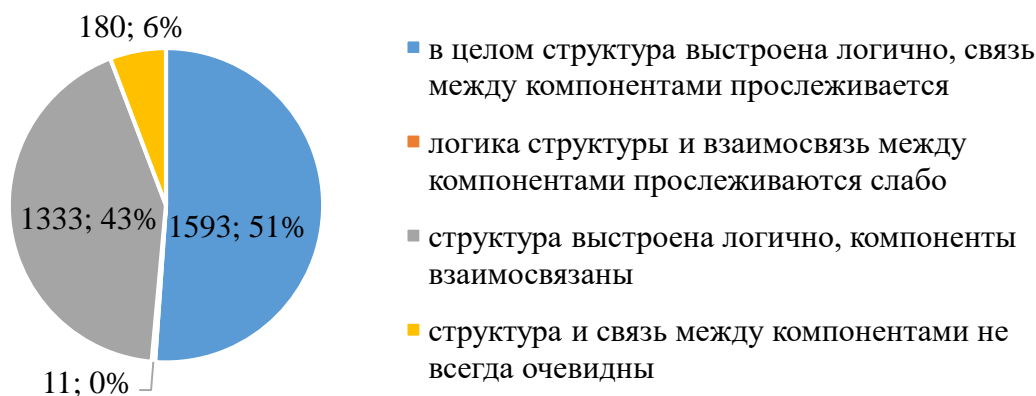 180; 6%
1333; 43%
1593; 51%
11; 0%
в целом структура выстроена логично, связь
между компонентами прослеживается
логика структуры и взаимосвязь между
компонентами прослеживаются слабо
структура выстроена логично, компоненты
взаимосвязаны
структура и связь между компонентами не
всегда очевидны